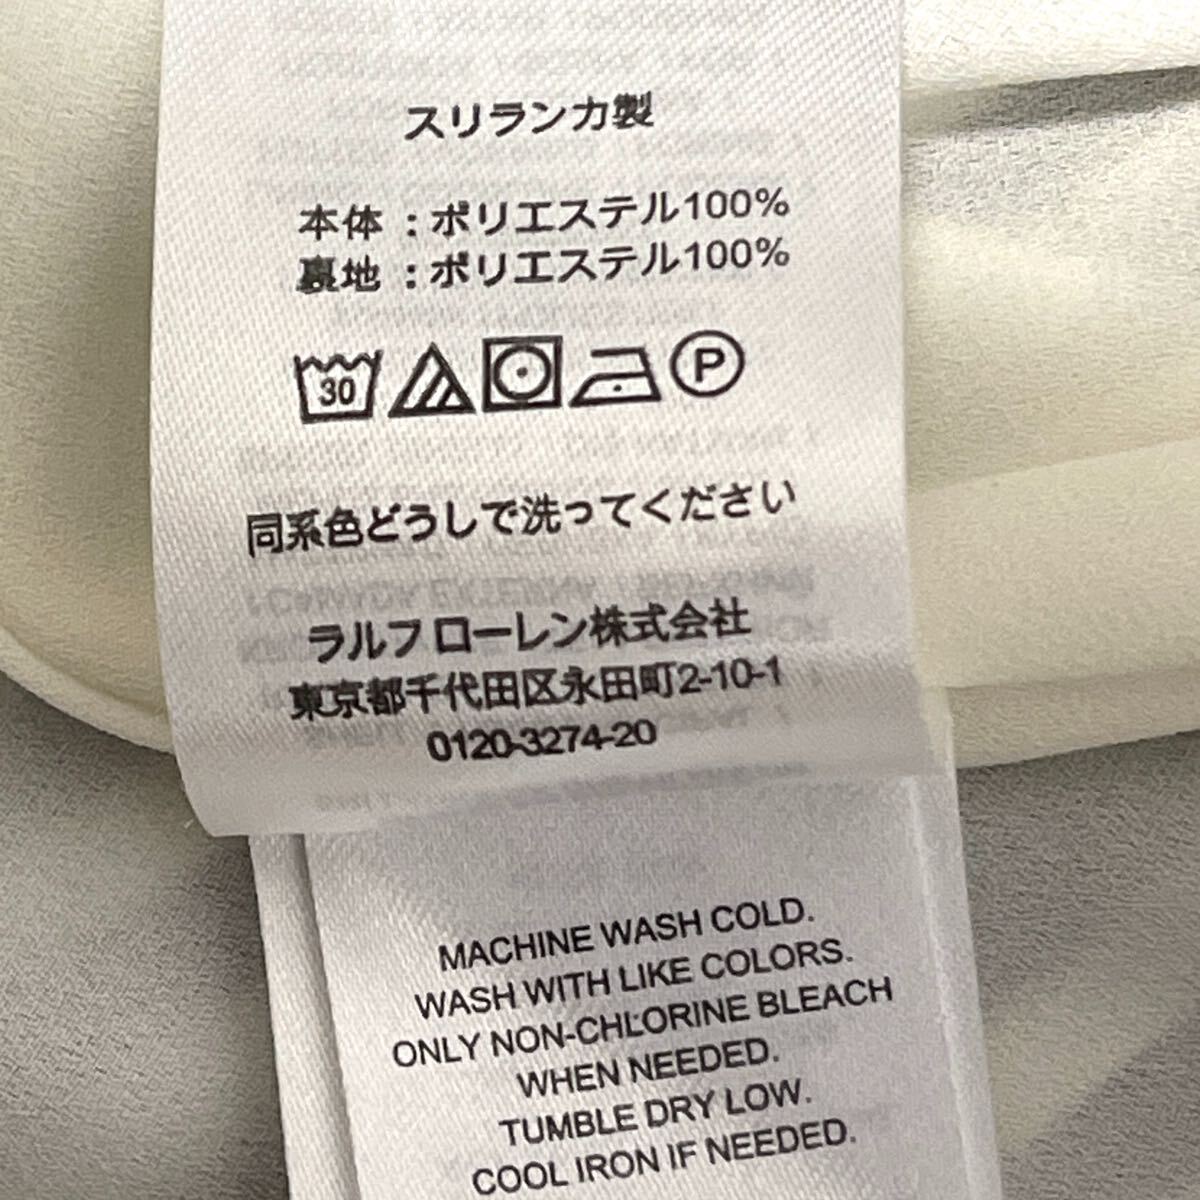 スリランカ製
本体：ポリエステル100%
裏地：ポリエステル100%
30 P
同系色どうしで洗ってください
ラルフ ローレン株式会社
東京都千代田区永田町2-10-1
0120-3274-20
MACHINE WASH COLD.
WASH WITH LIKE COLORS.
ONLY NON-CHLORINE BLEACH
WHEN NEEDED.
TUMBLE DRY LOW.
COOL IRON IF NEEDED.